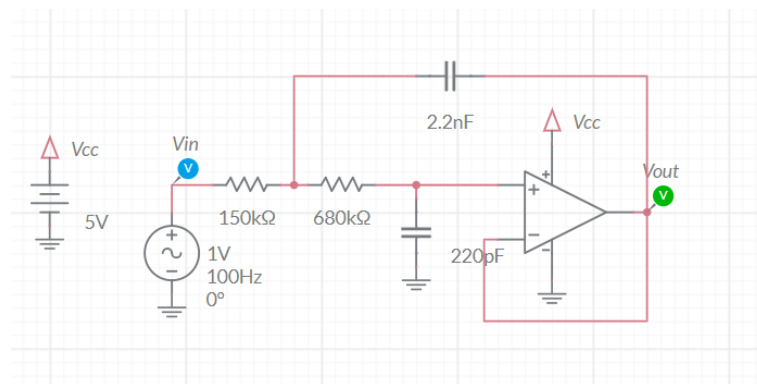 2.2nF
Vcc
Vcc
Vin
V
Vout
V
5V
150kΩ
680kΩ
220pF
1V
100Hz
0°